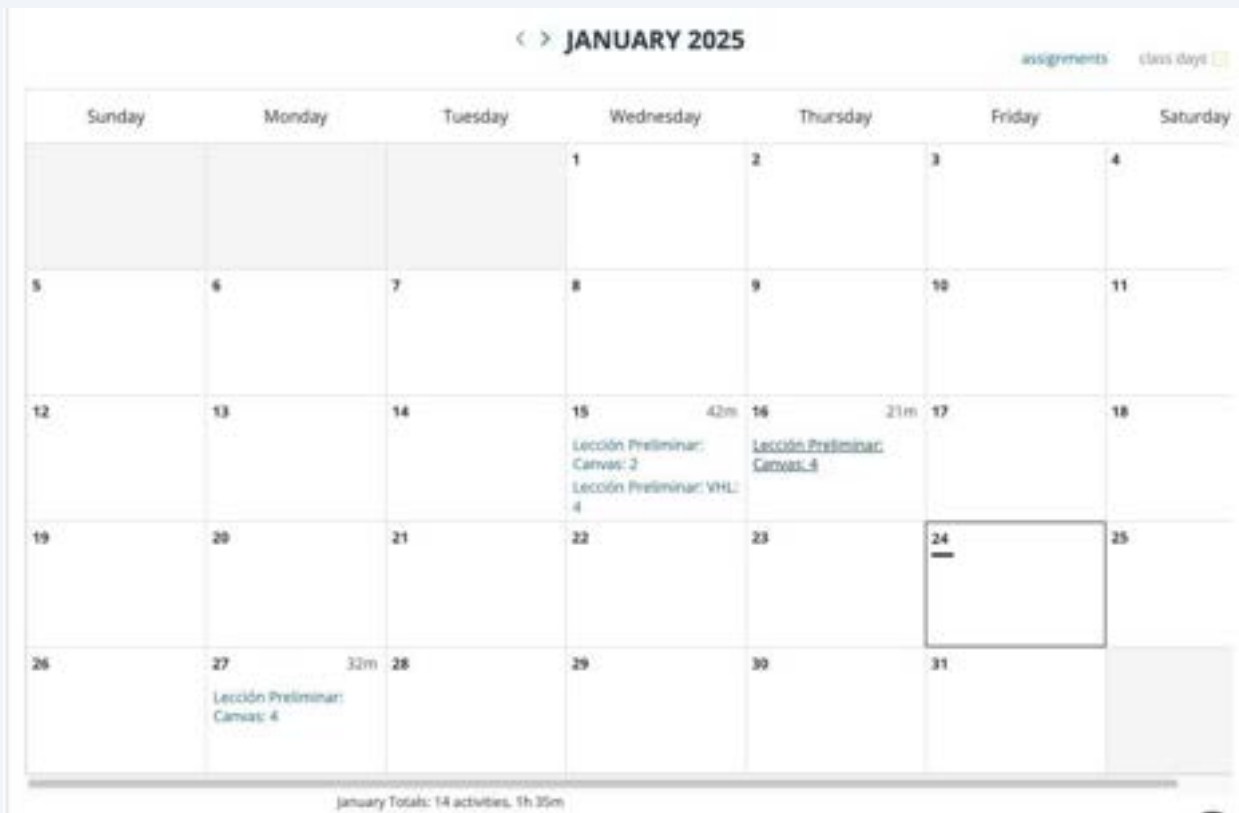 < > JANUARY 2025
assignments class days
Sunday Monday Tuesday Wednesday Thursday Friday Saturday
1 2 3 4
5 6 7 8 9 10 11
12 13 14 15 42m 16 21m 17 18
Lección Preliminar:
Canvas: 2
Lección Preliminar: VHL:
4
Lección Preliminar:
Canvas: 4
19 20 21 22 23 24 25
26 27 32m 28 29 30 31
Lección Preliminar:
Canvas: 4
January Totals: 14 activities, 1h 35m